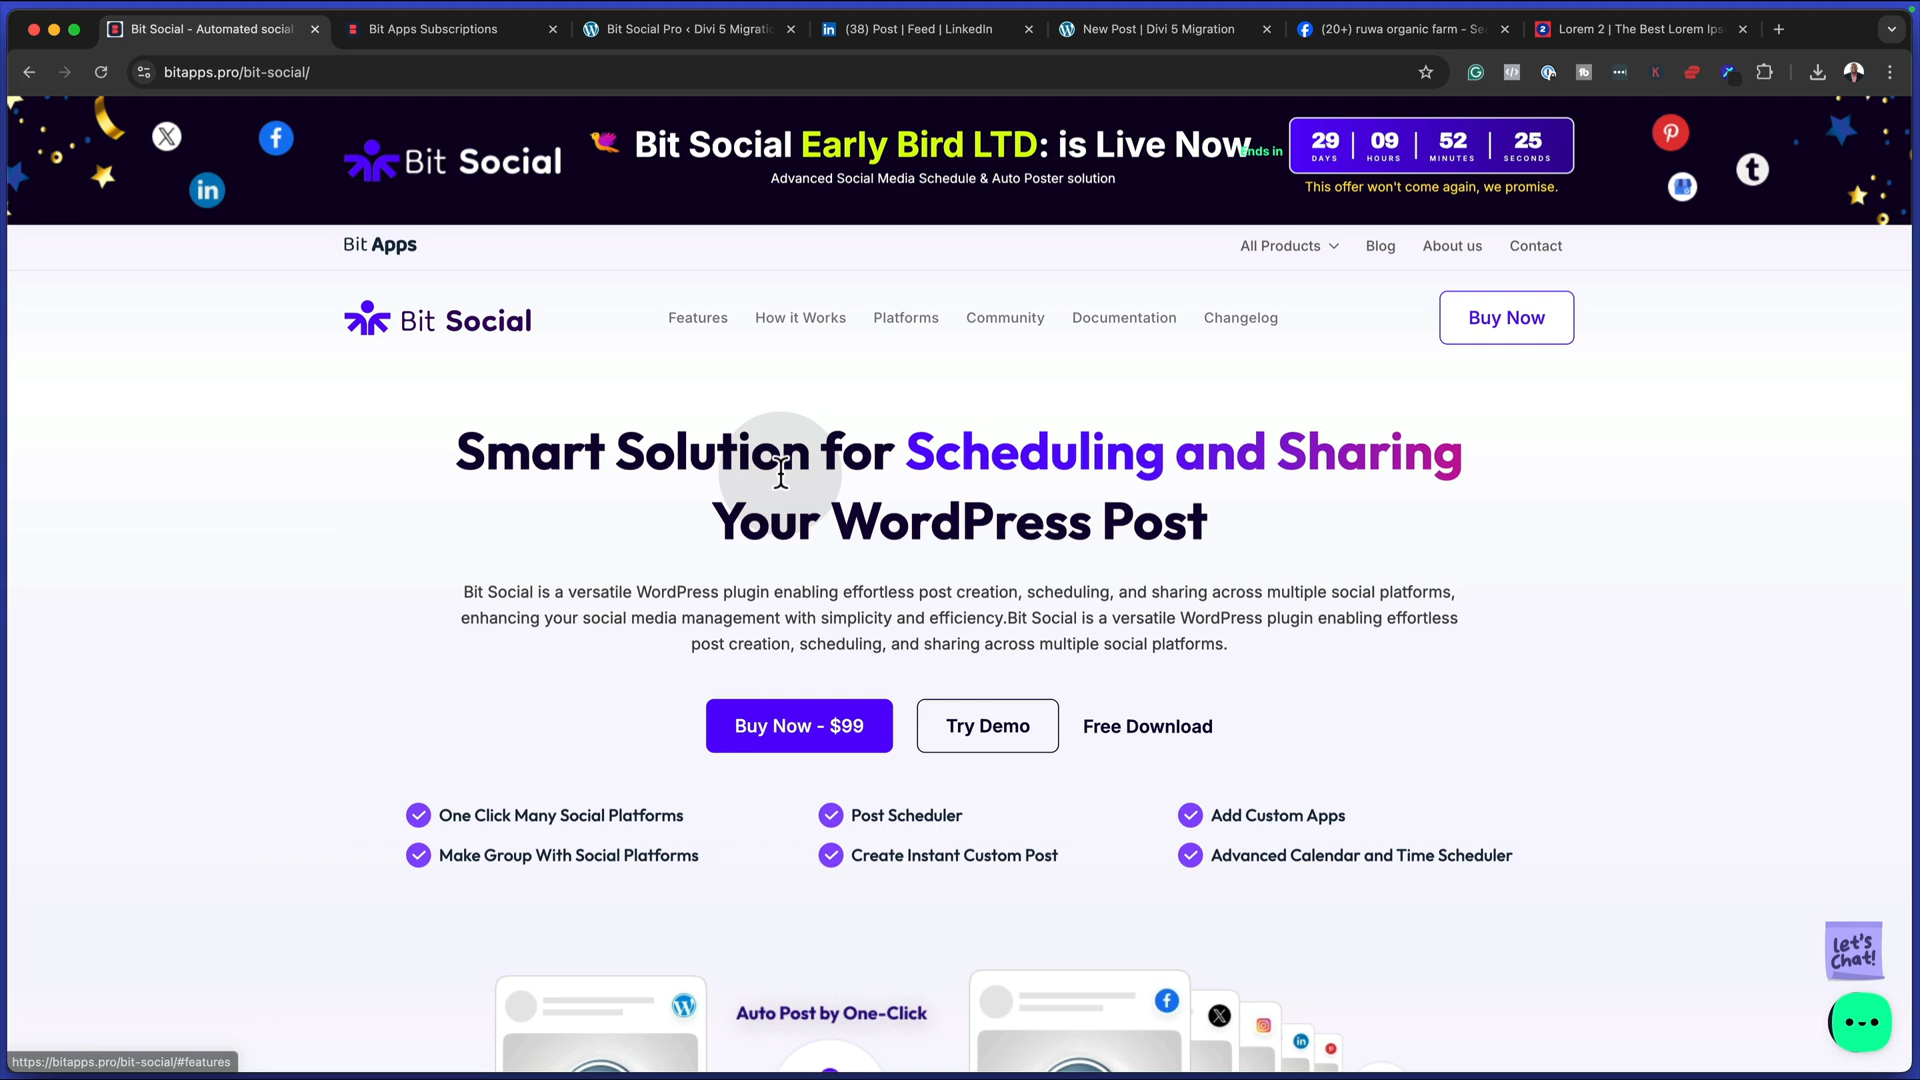 Bit Social - Automated social
Bit Apps Subscriptions
Bit Social Pro ‹ Divi 5 Migratio
(38) Post | Feed | LinkedIn
New Post | Divi 5 Migration
(20+) ruwa organic farm - Se
Lorem 2 | The Best Lorem Ips
bitapps.pro/bit-social/
Bit Social
Bit Social Early Bird LTD: is Live Now
Advanced Social Media Schedule & Auto Poster solution
Ends in
29 09 52 25
DAYS HOURS MINUTES SECONDS
This offer won't come again, we promise.
Bit Apps
All Products Blog About us Contact
Bit Social
Features How it Works Platforms Community Documentation Changelog
Buy Now
Smart Solution for Scheduling and Sharing
Your WordPress Post
Bit Social is a versatile WordPress plugin enabling effortless post creation, scheduling, and sharing across multiple social platforms,
enhancing your social media management with simplicity and efficiency.Bit Social is a versatile WordPress plugin enabling effortless
post creation, scheduling, and sharing across multiple social platforms.
Buy Now - $99
Try Demo
Free Download
One Click Many Social Platforms
Post Scheduler
Add Custom Apps
Make Group With Social Platforms
Create Instant Custom Post
Advanced Calendar and Time Scheduler
Let's
Chat!
Auto Post by One-Click
https://bitapps.pro/bit-social/#features